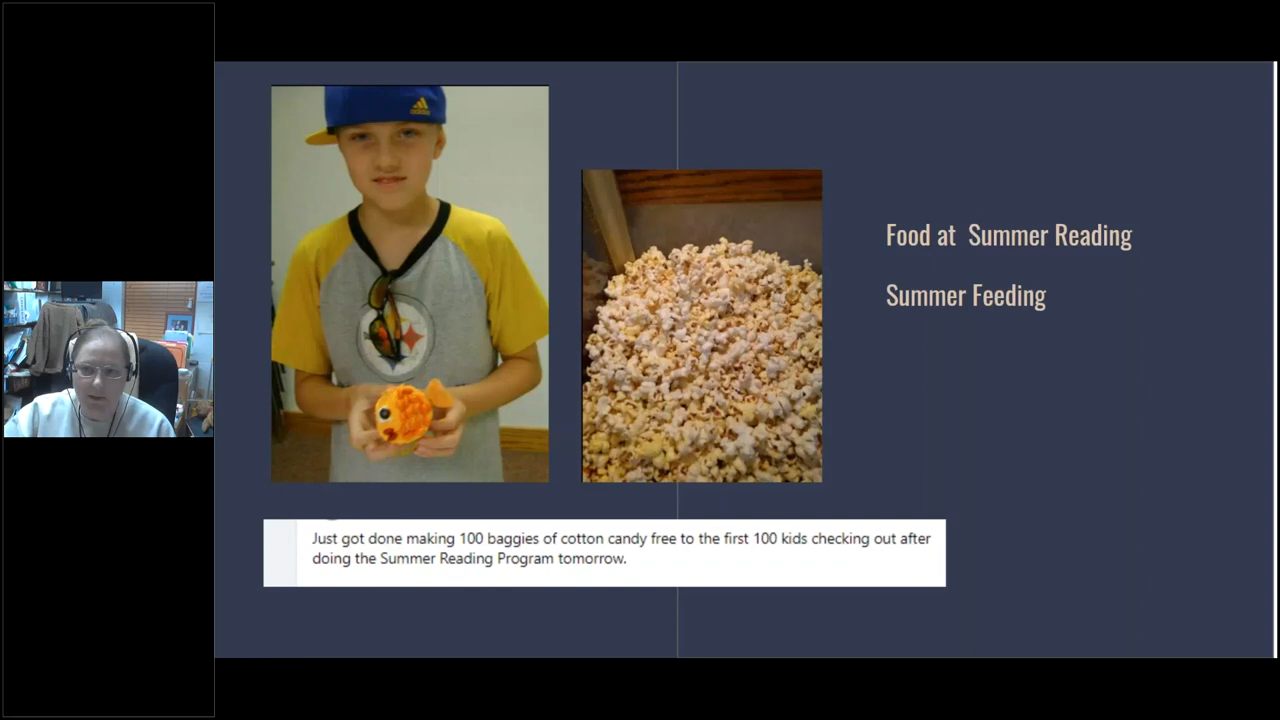 adidas
Food at Summer Reading
Summer Feeding
Just got done making 100 baggies of cotton candy free to the first 100 kids checking out after
doing the Summer Reading Program tomorrow.